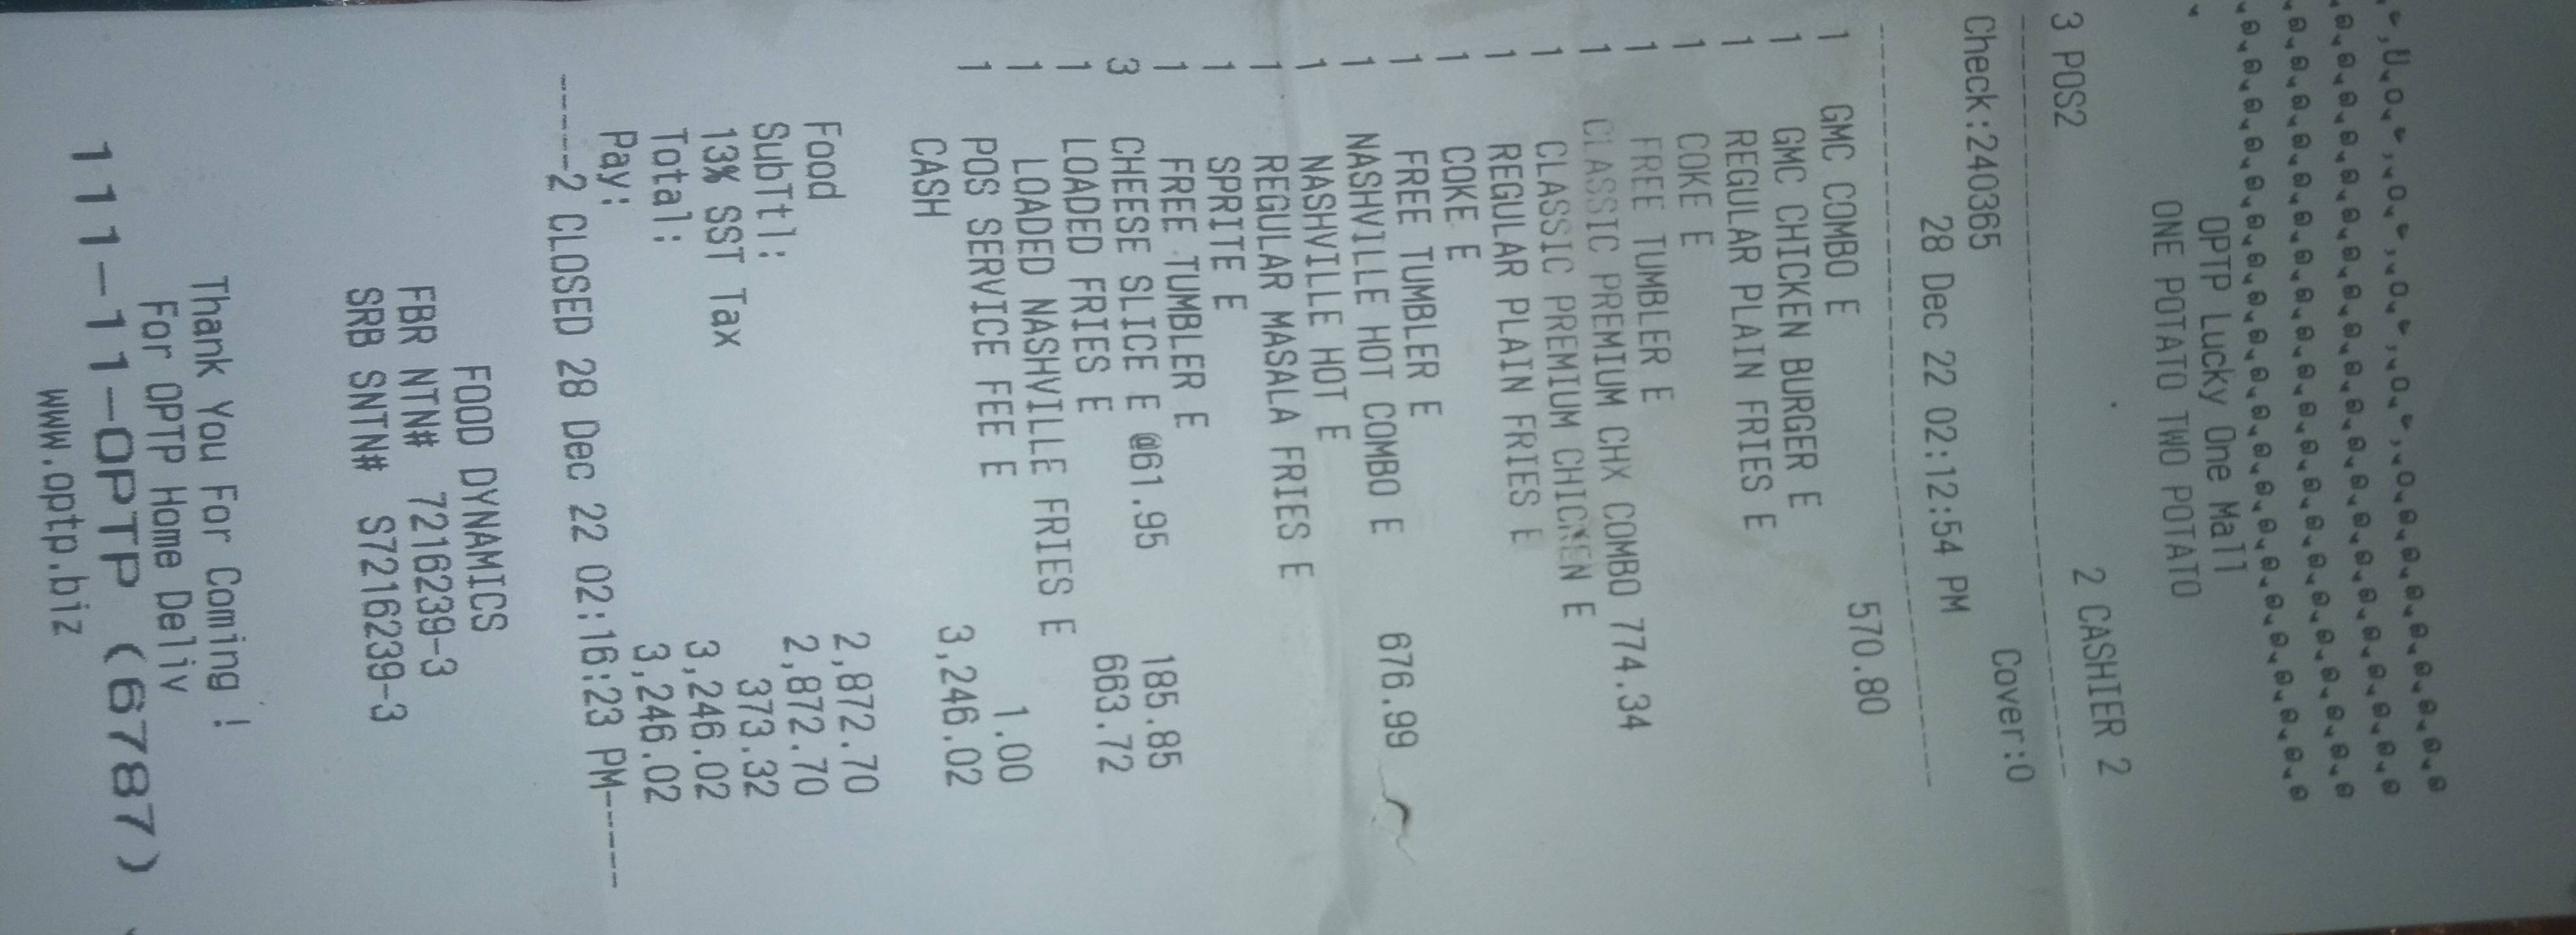 OPTP Lucky One Mall
ONE POTATO TWO POTATO
3 POS2 2 CASHIER 2
Check:240365 Cover:0
28 Dec 22 02:12:54 PM
1 GMC COMBO E 570.80
1 GMC CHICKEN BURGER E
1 REGULAR PLAIN FRIES E
1 COKE E
1 FREE TUMBLER E
1 CLASSIC PREMIUM CHX COMBO 774.34
1 CLASSIC PREMIUM CHICKEN E
1 REGULAR PLAIN FRIES E
1 COKE E
1 FREE TUMBLER E
1 NASHVILLE HOT COMBO E 676.99
1 NASHVILLE HOT E
1 REGULAR MASALA FRIES E
1 SPRITE E
1 FREE TUMBLER E
3 CHEESE SLICE E @61.95 185.85
1 LOADED FRIES E 663.72
1 LOADED NASHVILLE FRIES E
1 POS SERVICE FEE E 1.00
CASH 3,246.02
Food 2,872.70
SubTtl: 2,872.70
13% SST Tax 373.32
Total: 3,246.02
Pay: 3,246.02
------2 CLOSED 28 Dec 22 02:16:23 PM------
FOOD DYNAMICS
FBR NTN# 7216239-3
SRB SNTN# S7216239-3
Thank You For Coming !
For OPTP Home Deliv
111-11-OPTP (6787)
www.optp.biz